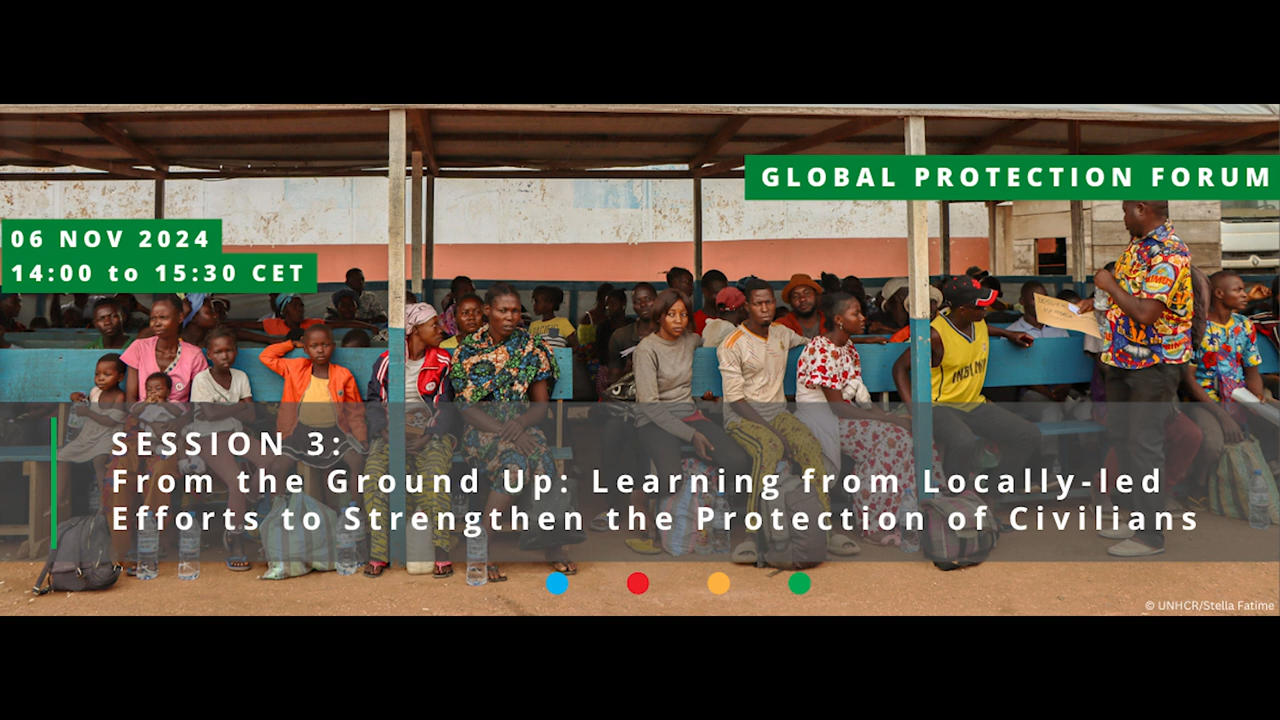 GLOBAL PROTECTION FORUM
06 NOV 2024
14:00 to 15:30 CET
SESSION 3:
From the Ground Up: Learning from Locally-led
Efforts to Strengthen the Protection of Civilians
© UNHCR/Stella Fatime